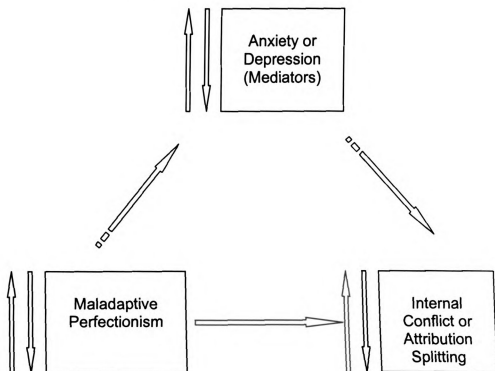 Anxiety or
Depression
(Mediators)
Maladaptive
Perfectionism
Internal
Conflict or
Attribution
Splitting